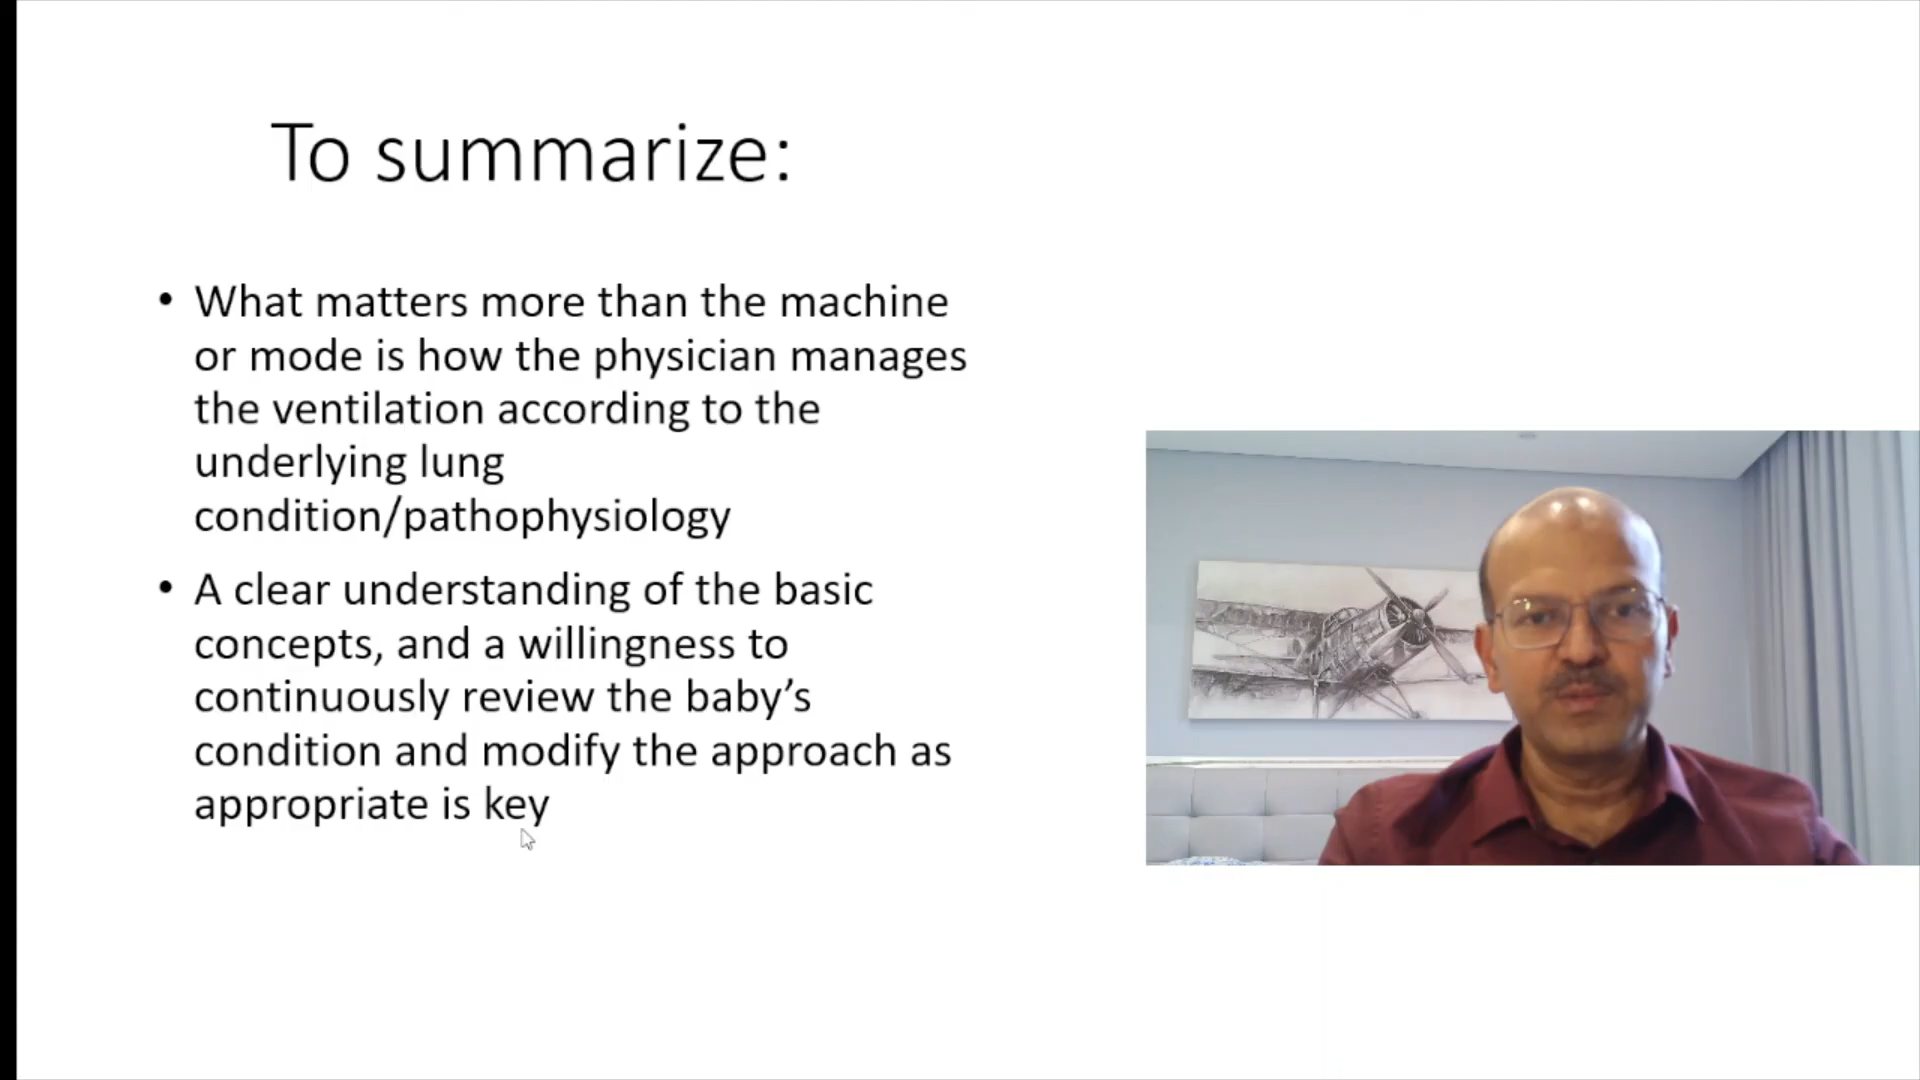 To summarize:
• What matters more than the machine
or mode is how the physician manages
the ventilation according to the
underlying lung
condition/pathophysiology
• A clear understanding of the basic
concepts, and a willingness to
continuously review the baby’s
condition and modify the approach as
appropriate is key